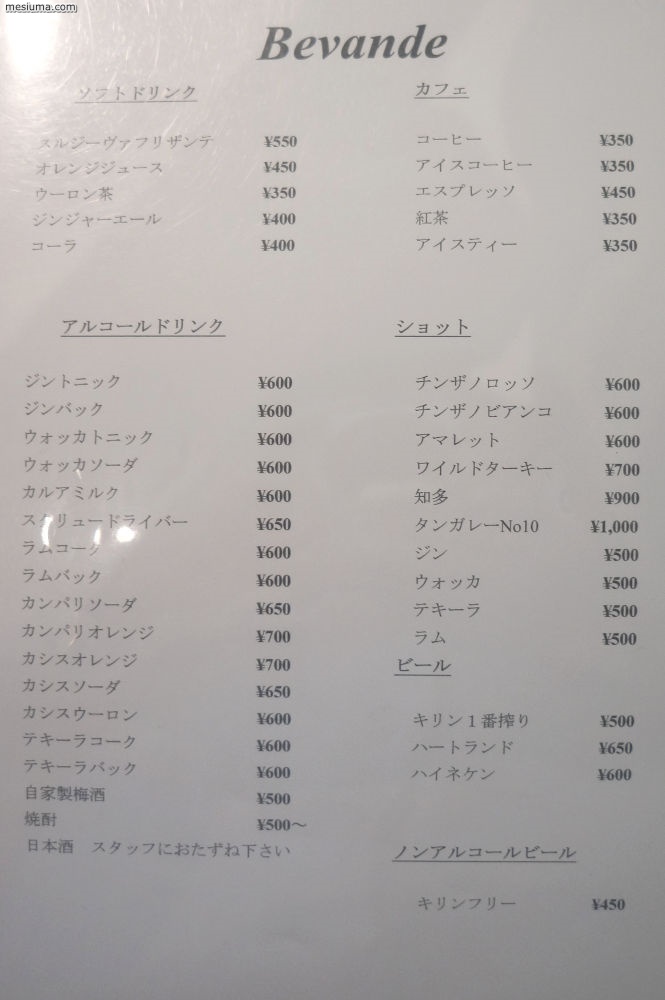 mesiuma.com
Bevande
ソフトドリンク
スルジーヴァフリザンテ ¥550
オレンジジュース ¥450
ウーロン茶 ¥350
ジンジャーエール ¥400
コーラ ¥400
カフェ
コーヒー ¥350
アイスコーヒー ¥350
エスプレッソ ¥450
紅茶 ¥350
アイスティー ¥350
アルコールドリンク
ジントニック ¥600
ジンバック ¥600
ウォッカトニック ¥600
ウォッカソーダ ¥600
カルアミルク ¥600
スクリュードライバー ¥650
ラムコーク ¥600
ラムバック ¥600
カンパリソーダ ¥650
カンパリオレンジ ¥700
カシスオレンジ ¥700
カシスソーダ ¥650
カシスウーロン ¥600
テキーラコーク ¥600
テキーラバック ¥600
自家製梅酒 ¥500
焼酎 ¥500〜
日本酒 スタッフにおたずね下さい
ショット
チンザノロッソ ¥600
チンザノビアンコ ¥600
アマレット ¥600
ワイルドターキー ¥700
知多 ¥900
タンガレーNo10 ¥1,000
ジン ¥500
ウォッカ ¥500
テキーラ ¥500
ラム ¥500
ビール
キリン1番搾り ¥500
ハートランド ¥650
ハイネケン ¥600
ノンアルコールビール
キリンフリー ¥450